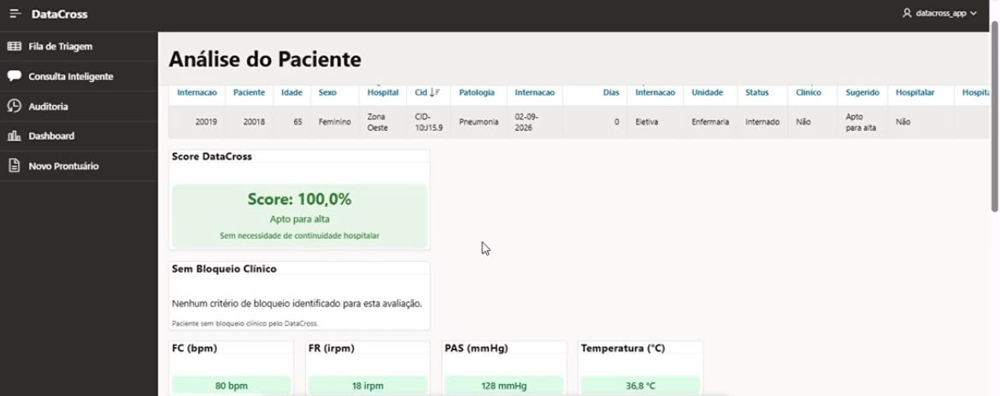 DataCross
datacross_app
Fila de Triagem
Consulta Inteligente
Auditoria
Dashboard
Novo Prontuário
Análise do Paciente
Internacao Paciente Idade Sexo Hospital Cid Patologia Internacao Dias Internacao Unidade Status Clinico Sugerido Hospitalar
20019 20018 65 Feminino Zona Oeste CID-10:J15.9 Pneumonia 02-09-2026 0 Eletiva Enfermaria Internado Não Apto para alta Não
Score DataCross
Score: 100,0%
Apto para alta
Sem necessidade de continuidade hospitalar
Sem Bloqueio Clínico
Nenhum critério de bloqueio identificado para esta avaliação.
Paciente sem bloqueio clínico pelo DataCross.
FC (bpm) FR (irpm) PAS (mmHg) Temperatura (°C)
80 bpm 18 irpm 128 mmHg 36,8 °C